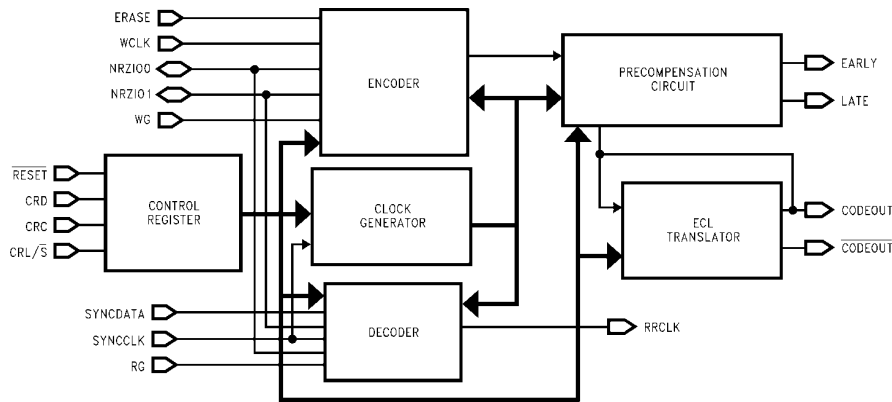 ERASE
WCLK
NRZIO0
NRZIO1
WG
ENCODER
PRECOMPENSATION
CIRCUIT
EARLY
LATE
RESET
CRD
CRC
CRL/S
CONTROL
REGISTER
CLOCK
GENERATOR
ECL
TRANSLATOR
CODEOUT
CODEOUT
SYNCDATA
SYNCCLK
RG
DECODER
RRCLK